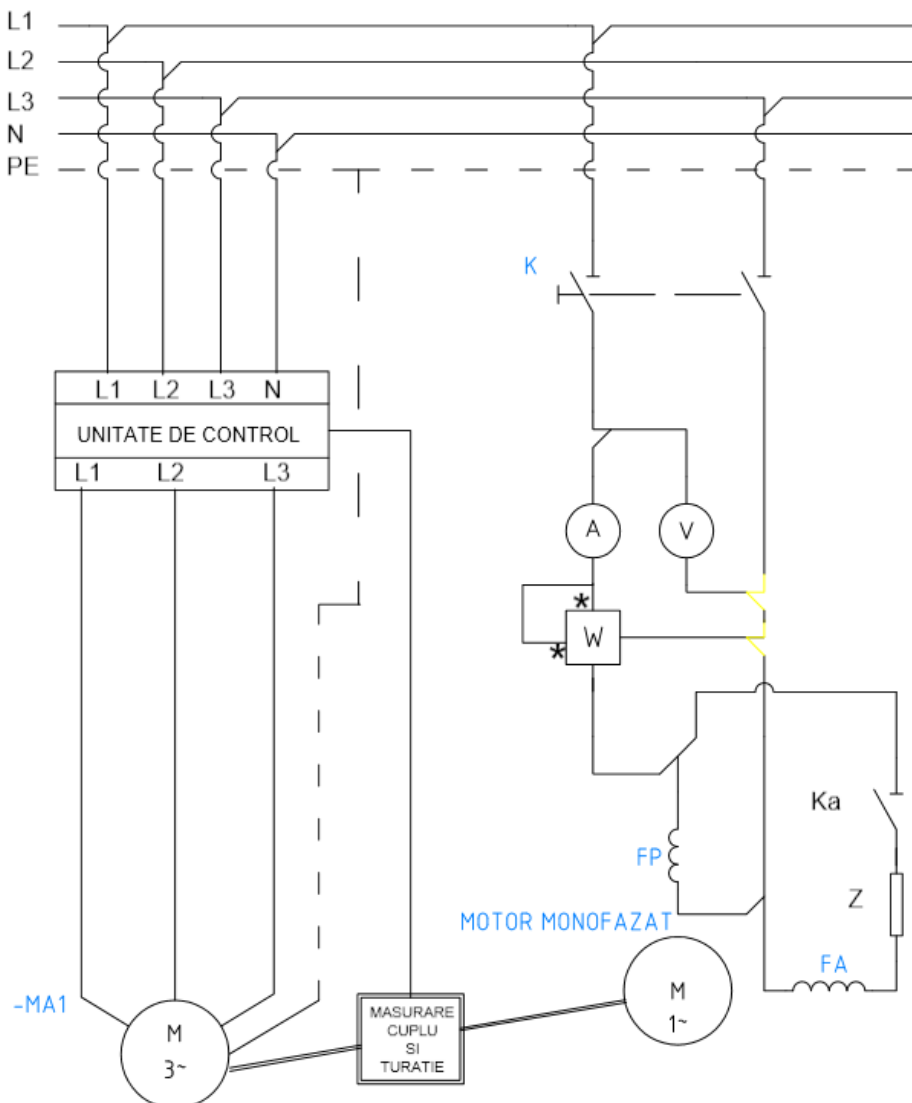 L1
L2
L3
N
PE
K
L1 L2 L3 N
UNITATE DE CONTROL
L1 L2 L3
A
V
*
W
*
Ka
FP
Z
MOTOR MONOFAZAT
FA
-MA1
M
3~
MASURARE
CUPLU
SI
TURATIE
M
1~